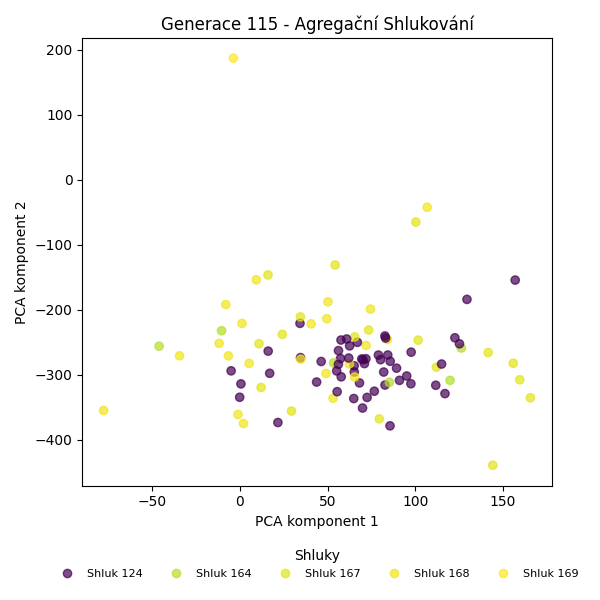 Generace 115 - Agregační Shlukování
200
100
0
−100
−200
−300
−400
PCA komponent 2
−50
0
50
100
150
PCA komponent 1
Shluky
Shluk 124
Shluk 164
Shluk 167
Shluk 168
Shluk 169